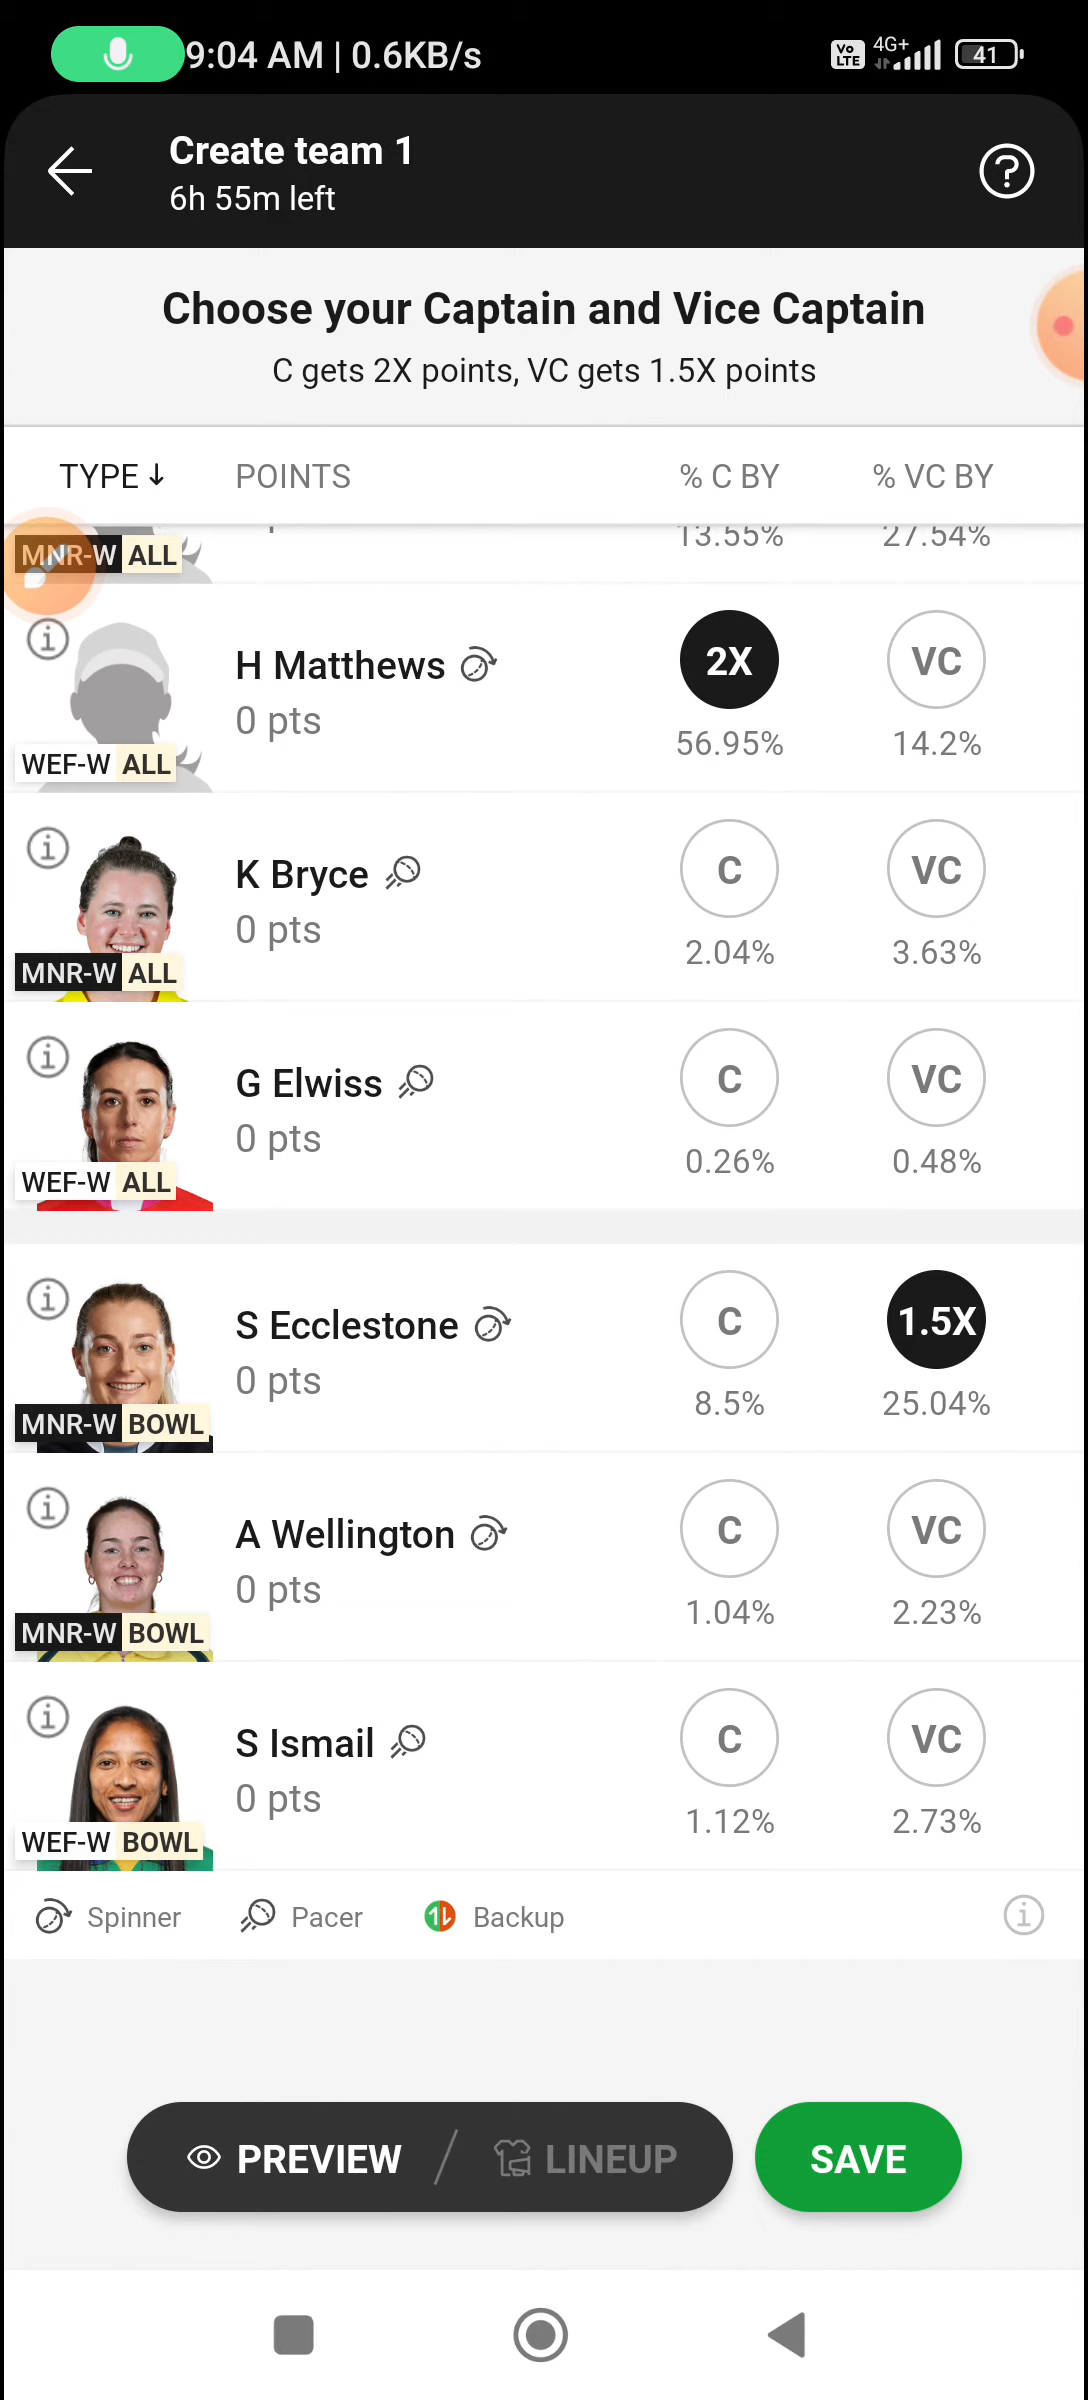 9:04 AM | 0.6KB/s
Vo LTE 4G+ 41
Create team 1
6h 55m left
Choose your Captain and Vice Captain
C gets 2X points, VC gets 1.5X points
TYPE ↓ POINTS % C BY % VC BY
13.55% 27.54%
MNR-W ALL
H Matthews 2X VC
0 pts 56.95% 14.2%
WEF-W ALL
K Bryce C VC
0 pts 2.04% 3.63%
MNR-W ALL
G Elwiss C VC
0 pts 0.26% 0.48%
WEF-W ALL
S Ecclestone C 1.5X
0 pts 8.5% 25.04%
MNR-W BOWL
A Wellington C VC
0 pts 1.04% 2.23%
MNR-W BOWL
S Ismail C VC
0 pts 1.12% 2.73%
WEF-W BOWL
Spinner Pacer Backup
PREVIEW / LINEUP SAVE